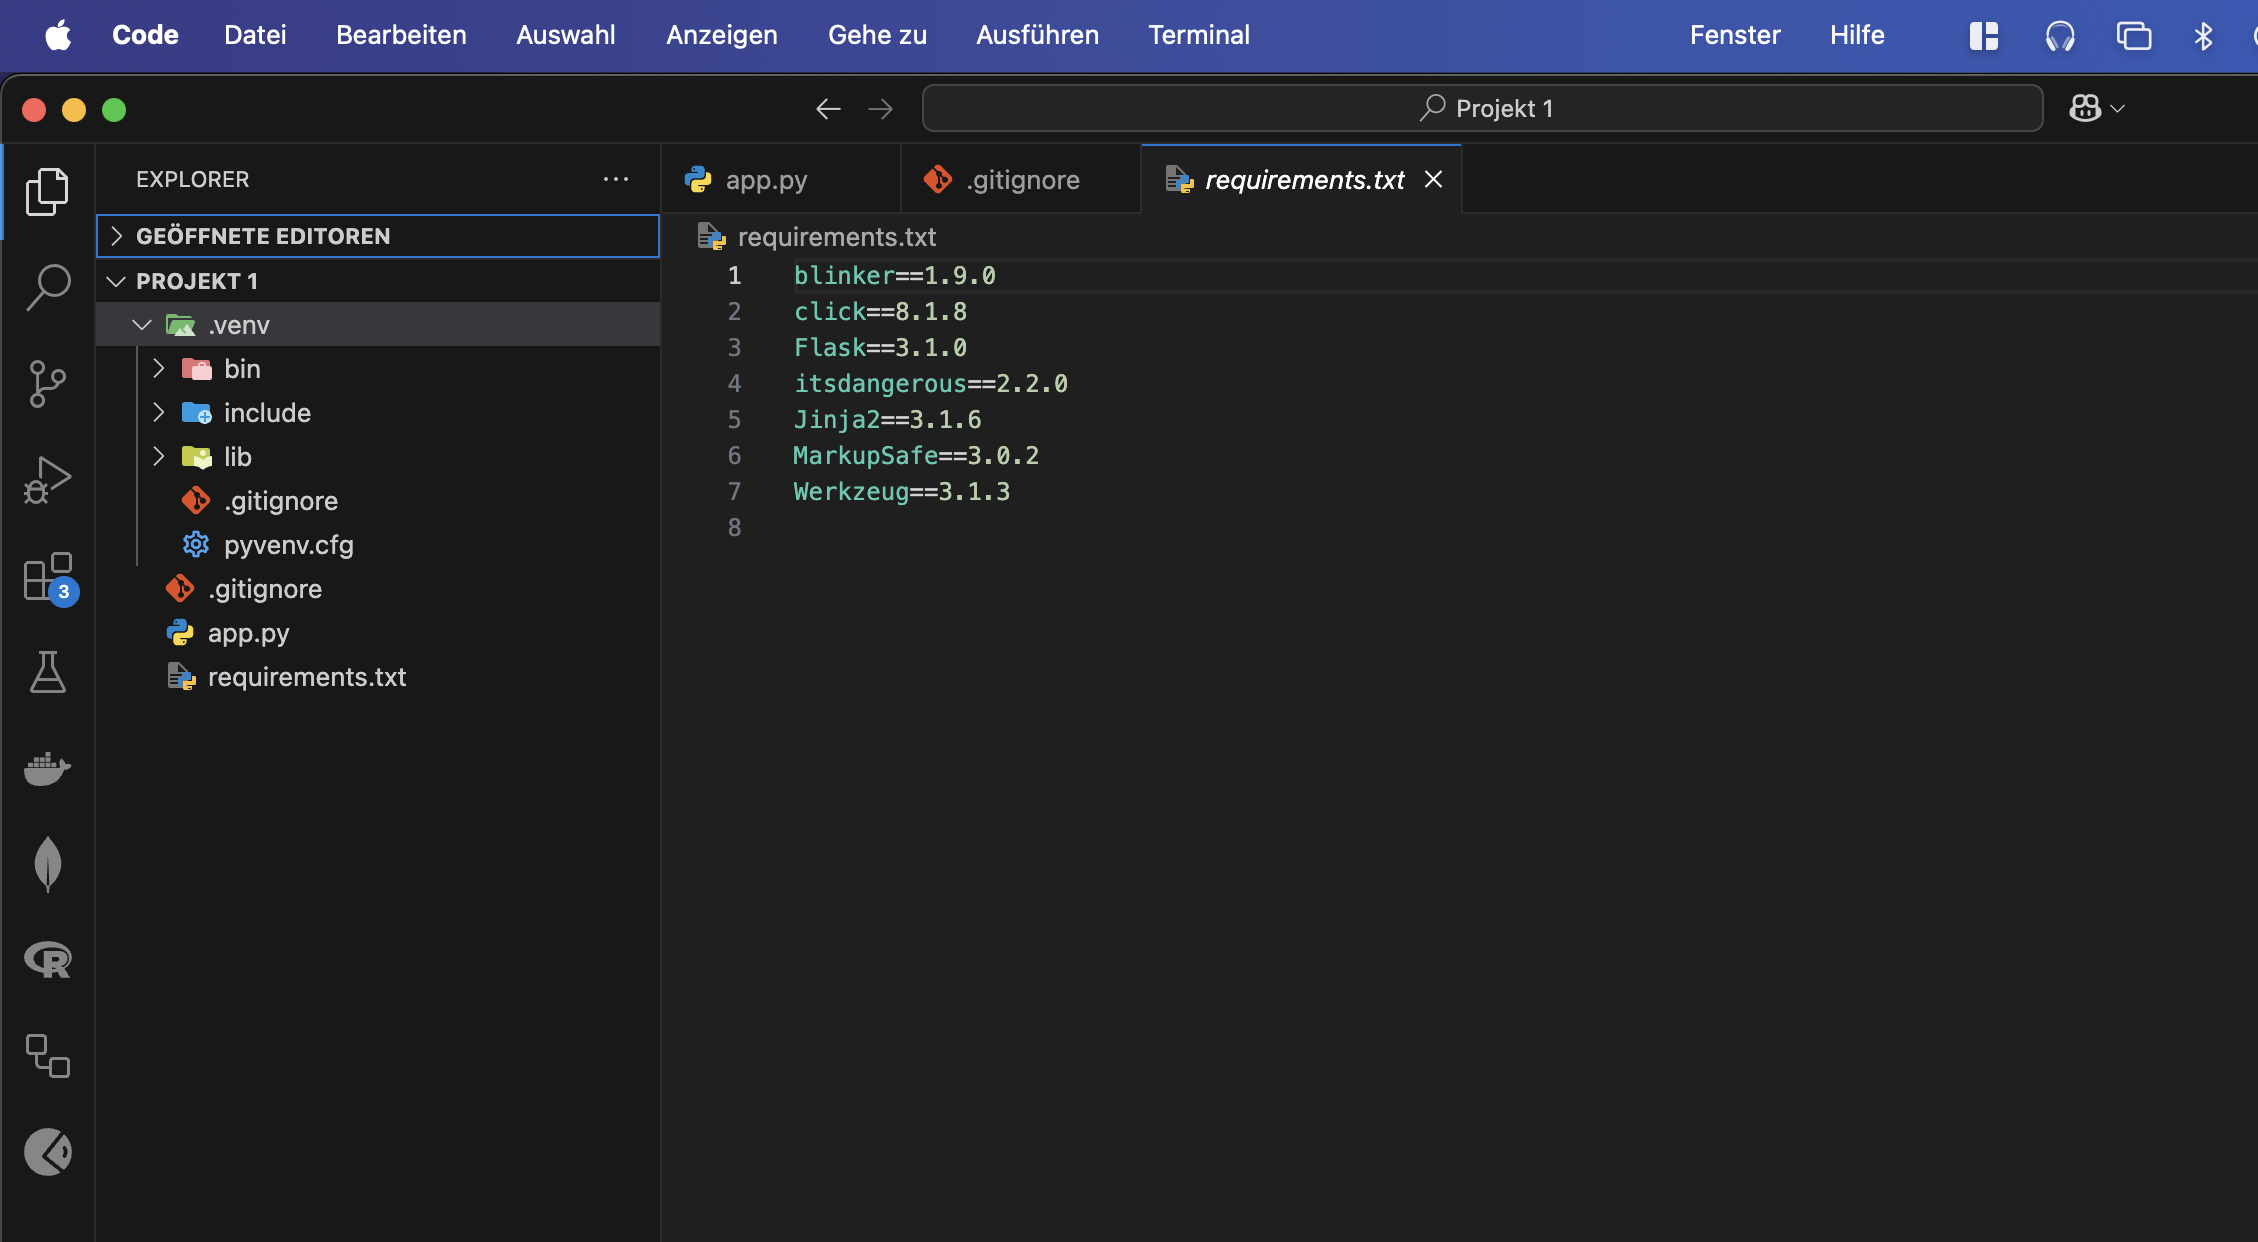 Code Datei Bearbeiten Auswahl Anzeigen Gehe zu Ausführen Terminal Fenster Hilfe
Projekt 1
EXPLORER
GEÖFFNETE EDITOREN
PROJEKT 1
.venv
bin
include
lib
.gitignore
pyvenv.cfg
.gitignore
app.py
requirements.txt
3
R
app.py .gitignore requirements.txt
requirements.txt
1 blinker==1.9.0
2 click==8.1.8
3 Flask==3.1.0
4 itsdangerous==2.2.0
5 Jinja2==3.1.6
6 MarkupSafe==3.0.2
7 Werkzeug==3.1.3
8